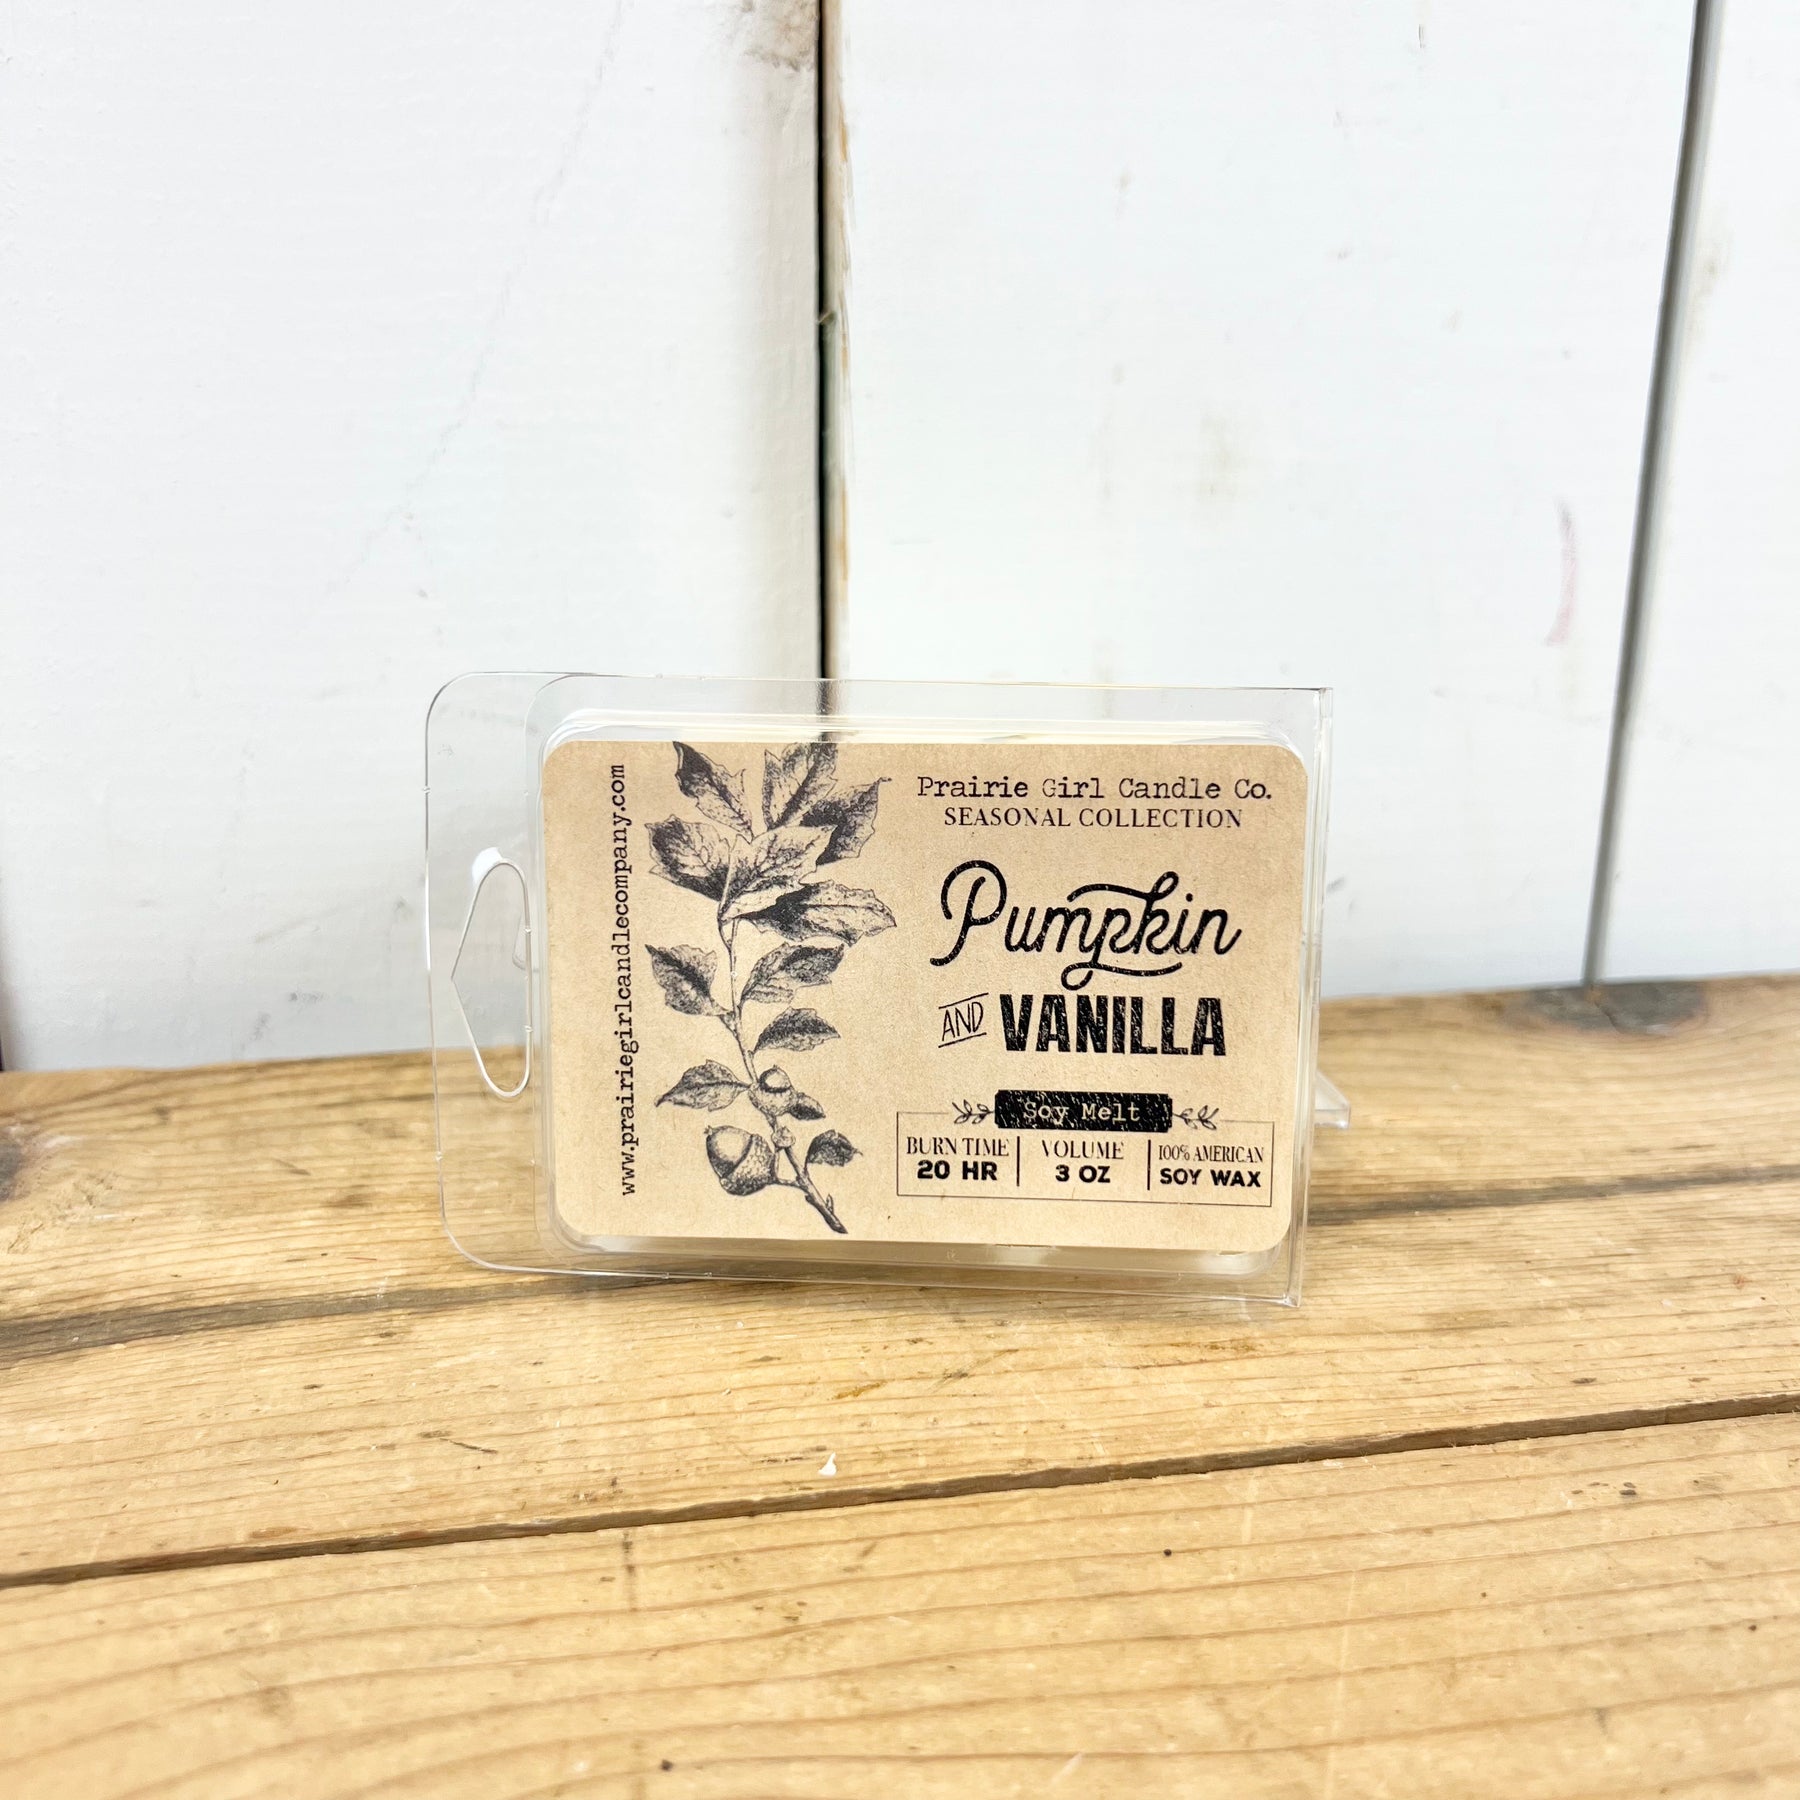 www.prairiegirlcandlecompany.com
Prairie Girl Candle Co.
SEASONAL COLLECTION
Pumpkin
AND VANILLA
Soy Melt
BURN TIME
20 HR
VOLUME
3 OZ
100% AMERICAN
SOY WAX